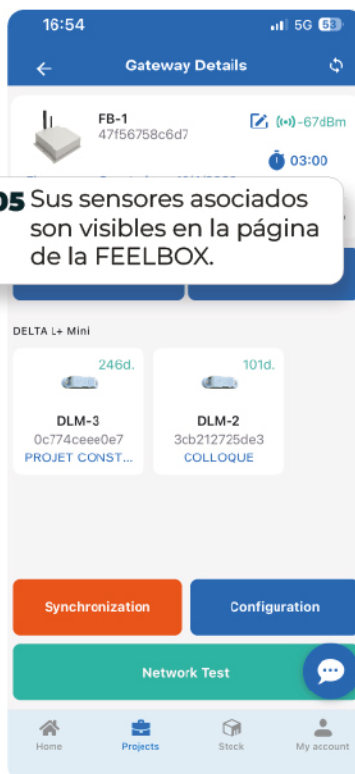 16:54
5G 53
Gateway Details
FB-1
47f56758c6d7
-67dBm
03:00
05 Sus sensores asociados
son visibles en la página
de la FEELBOX.
DELTA L+ Mini
246d.
101d.
DLM-3
DLM-2
0c774ceee0e7
3cb212725de3
PROJET CONST...
COLLOQUE
Synchronization
Configuration
Network Test
Home
Projects
Stock
My account